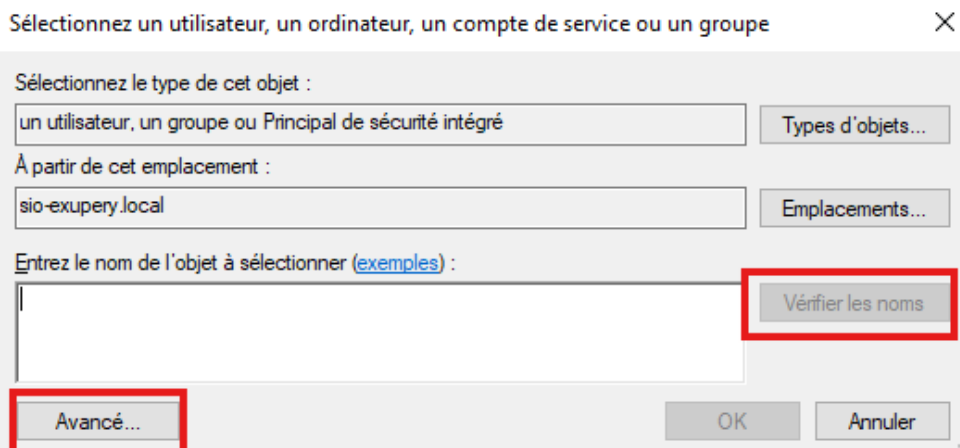 Sélectionnez un utilisateur, un ordinateur, un compte de service ou un groupe
Sélectionnez le type de cet objet :
un utilisateur, un groupe ou Principal de sécurité intégré
Types d'objets...
À partir de cet emplacement :
sio-exupery.local
Emplacements...
Entrez le nom de l'objet à sélectionner (exemples) :
Vérifier les noms
Avancé...
OK
Annuler